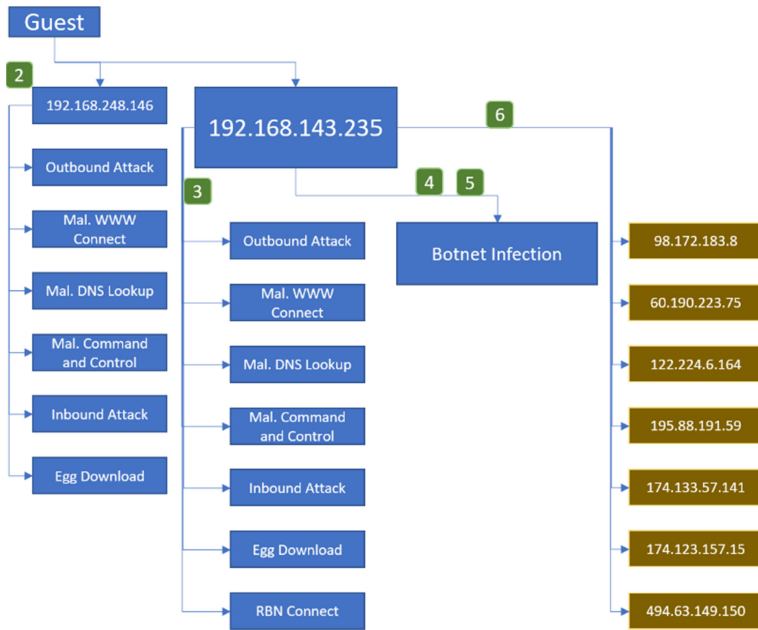 Guest
2
192.168.248.146
192.168.143.235
6
Outbound Attack
3
4
5
Mal. WWW
Connect
Outbound Attack
Botnet Infection
98.172.183.8
Mal. DNS Lookup
Mal. WWW
Connect
60.190.223.75
Mal. Command
and Control
Mal. DNS Lookup
122.224.6.164
Inbound Attack
Mal. Command
and Control
195.88.191.59
Egg Download
Inbound Attack
174.133.57.141
Egg Download
174.123.157.15
RBN Connect
494.63.149.150